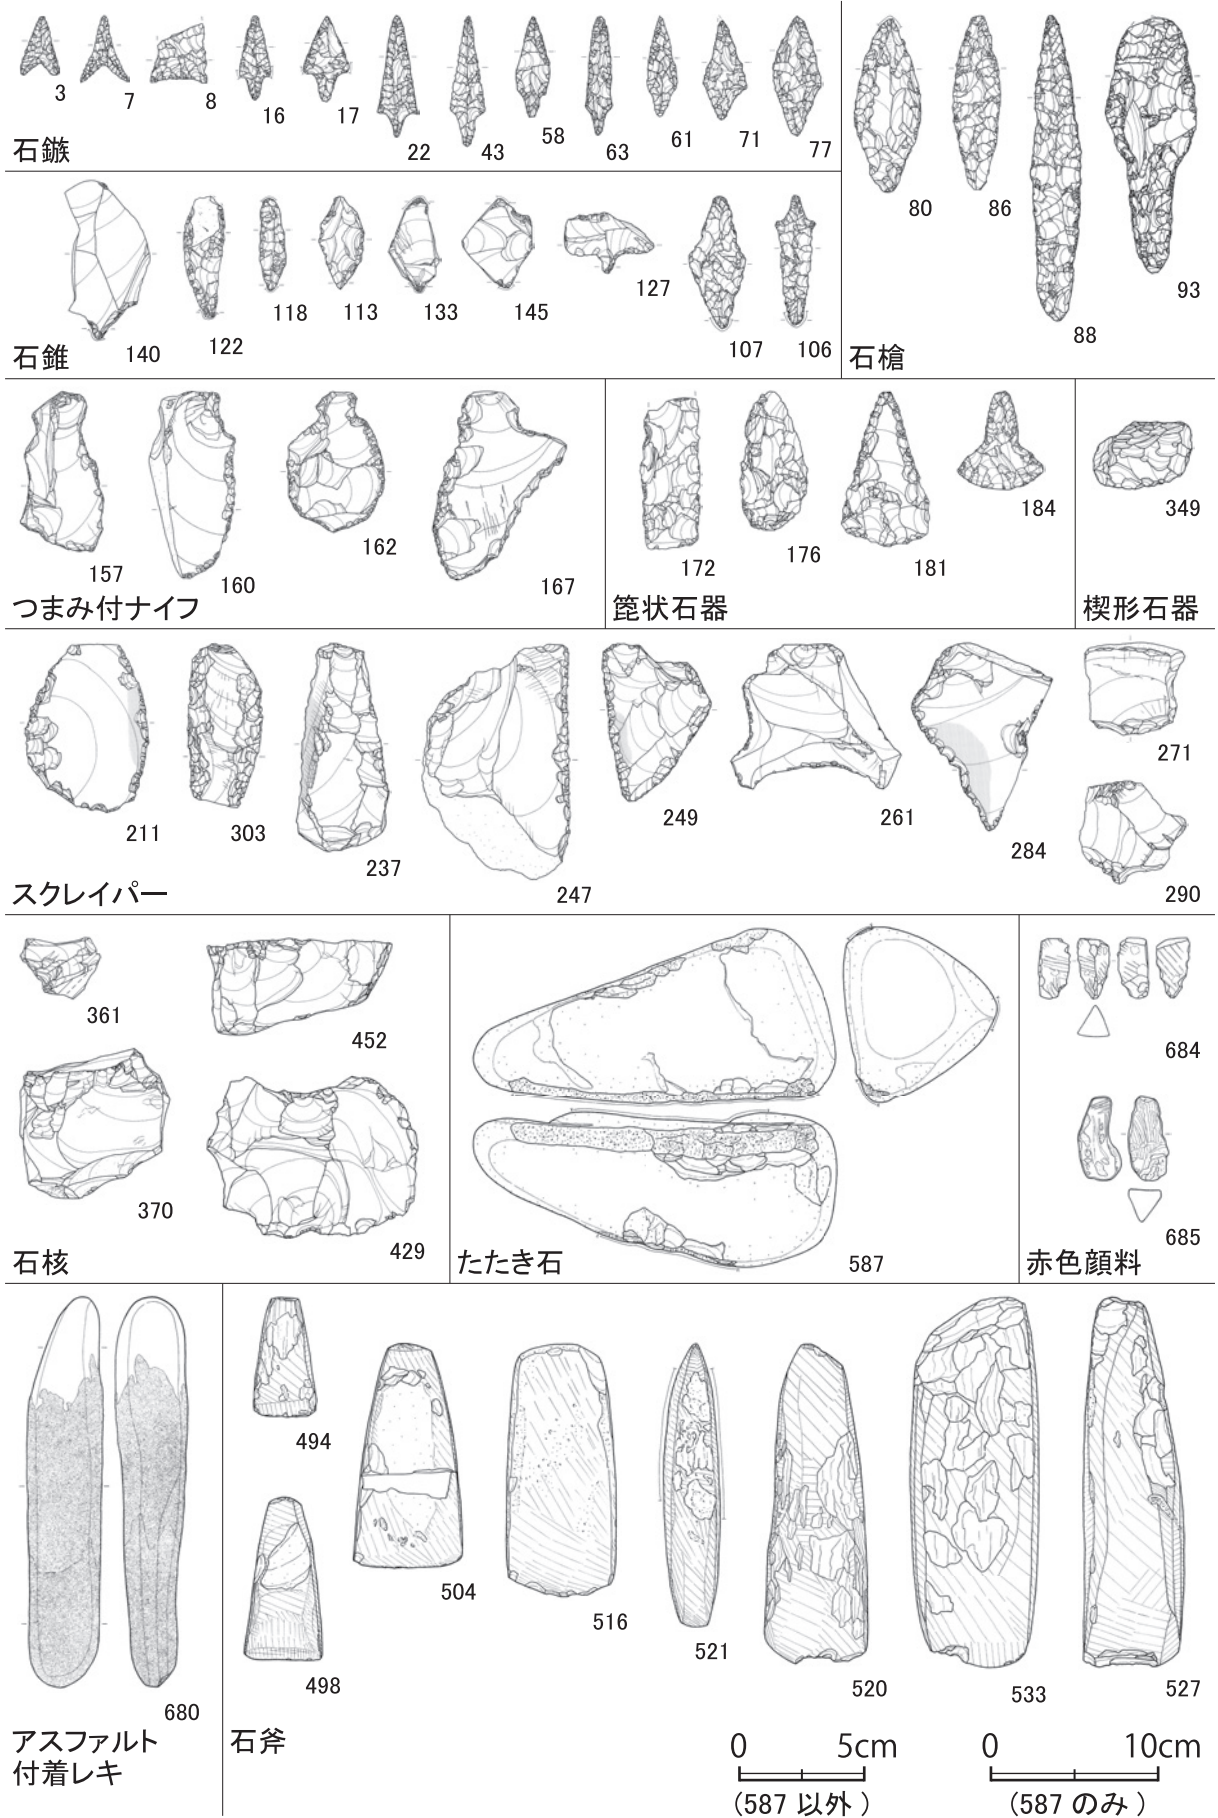 3 7 8 16 17 22 43 58 63 61 71 77
石鏃
80 86 88 93
石槍
140 122 118 113 133 145 127 107 106
石錐
157 160 162 167
つまみ付ナイフ
172 176 181 184
箆状石器
349
楔形石器
211 303 237 247 249 261 284 271 290
スクレイパー
361 452
370 429
石核
587
たたき石
684
685
赤色顔料
680
アスファルト
付着レキ
494 504 516 521 520 533 527
498
石斧
0 5cm
(587 以外 )
0 10cm
(587 のみ )